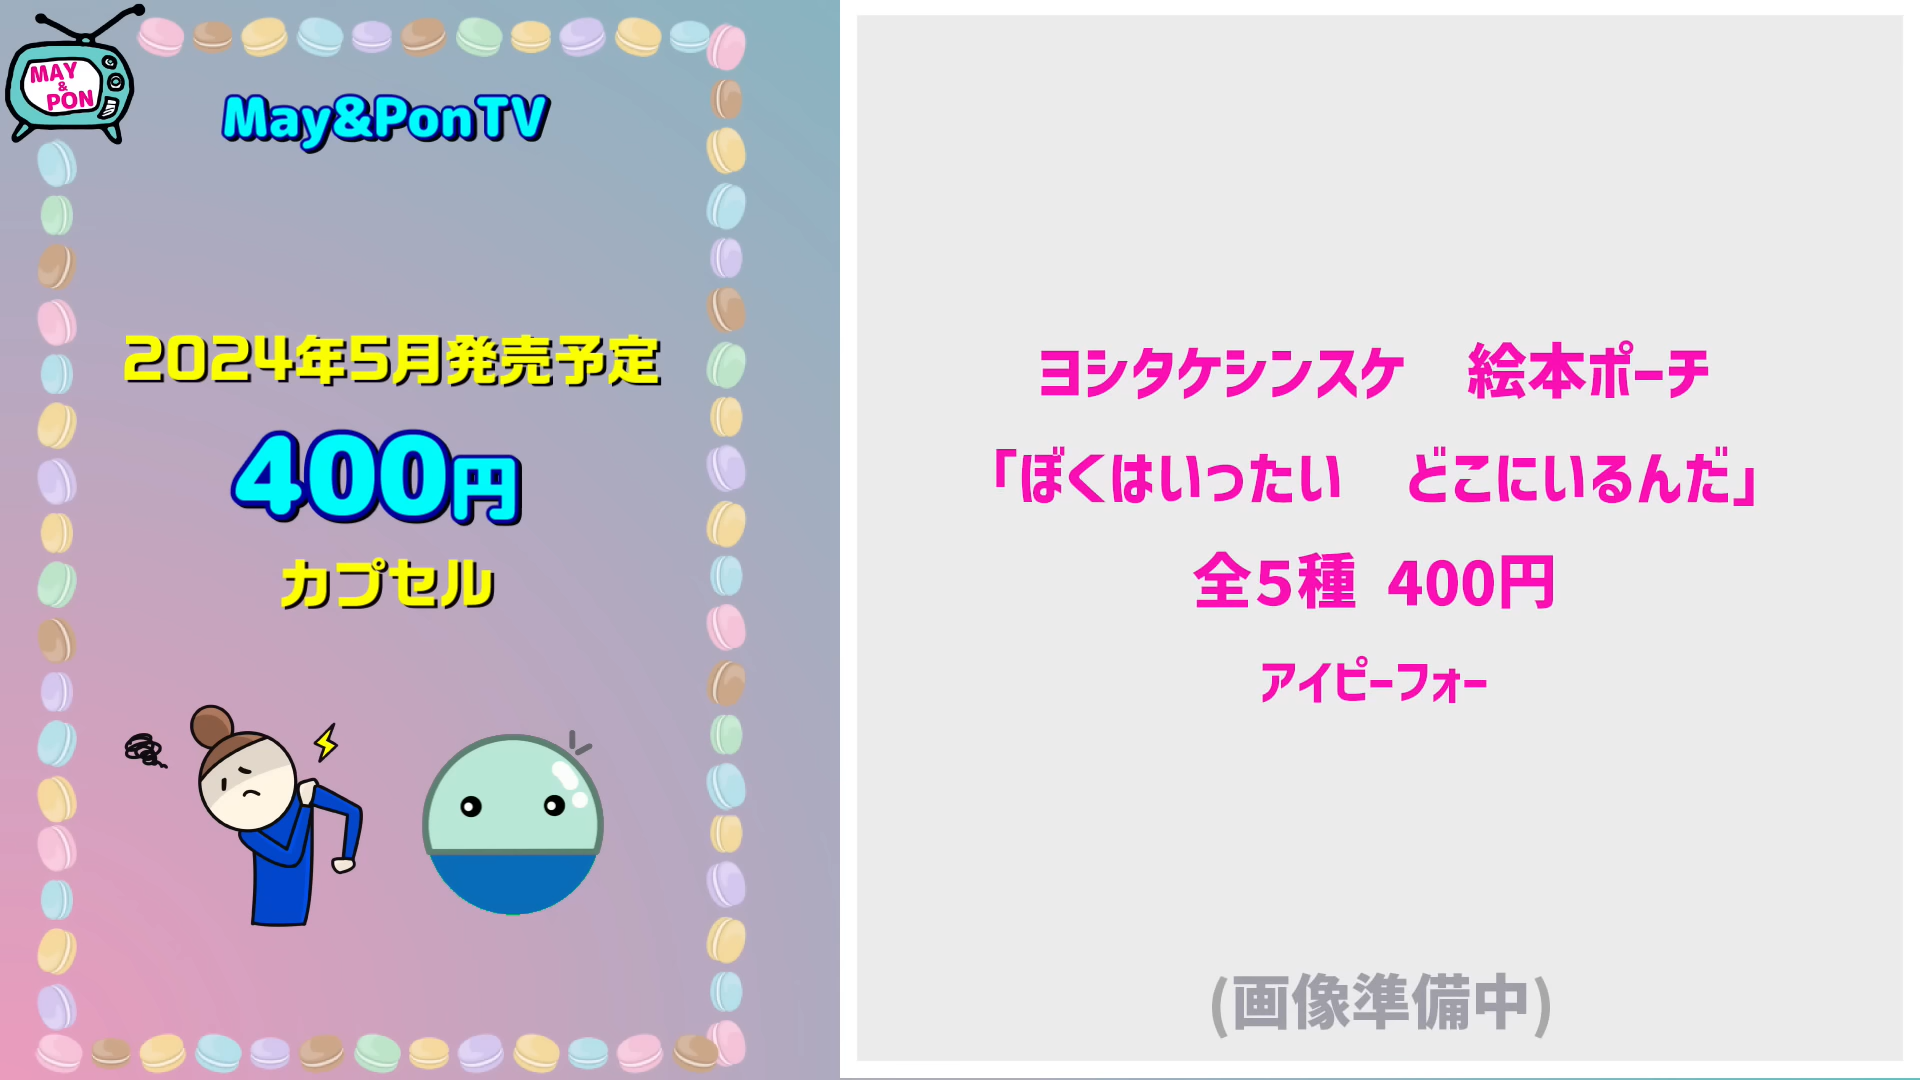 MAY
&
PON
May&PonTV
2024年5月発売予定
400円
カプセル
ヨシタケシンスケ　絵本ポーチ
「ぼくはいったい　どこにいるんだ」
全5種 400円
アイピーフォー
(画像準備中)